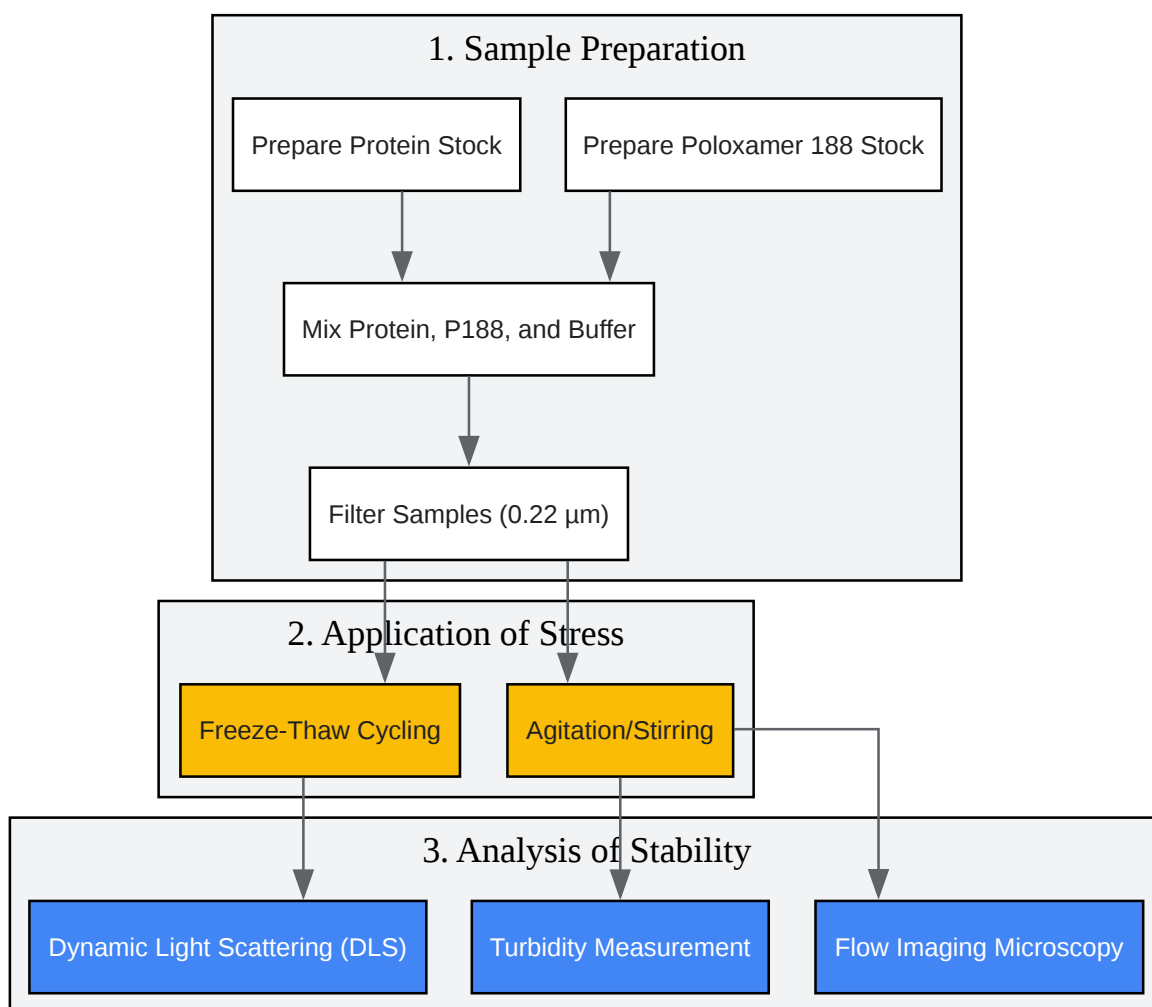 1. Sample Preparation
Prepare Protein Stock
Prepare Poloxamer 188 Stock
Mix Protein, P188, and Buffer
Filter Samples (0.22 µm)
2. Application of Stress
Freeze-Thaw Cycling
Agitation/Stirring
3. Analysis of Stability
Dynamic Light Scattering (DLS)
Turbidity Measurement
Flow Imaging Microscopy